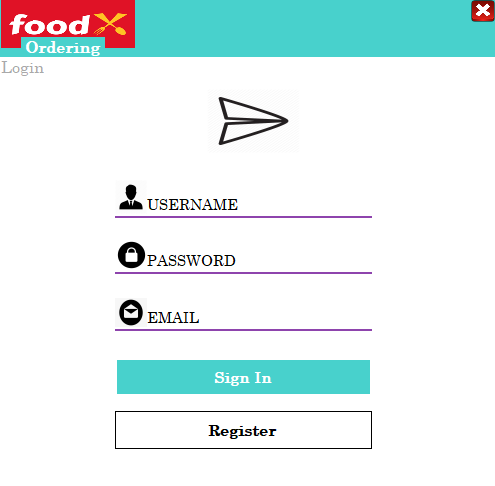 food
Ordering
Login
USERNAME
PASSWORD
EMAIL
Sign In
Register